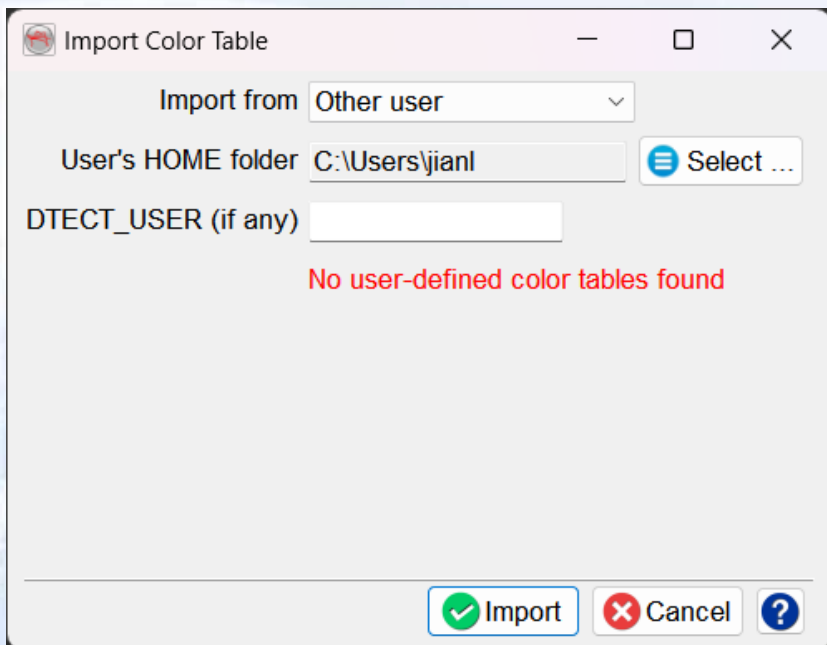 Import Color Table
Import from Other user
User's HOME folder C:\Users\jianl Select ...
DTECT_USER (if any)
No user-defined color tables found
Import Cancel ?